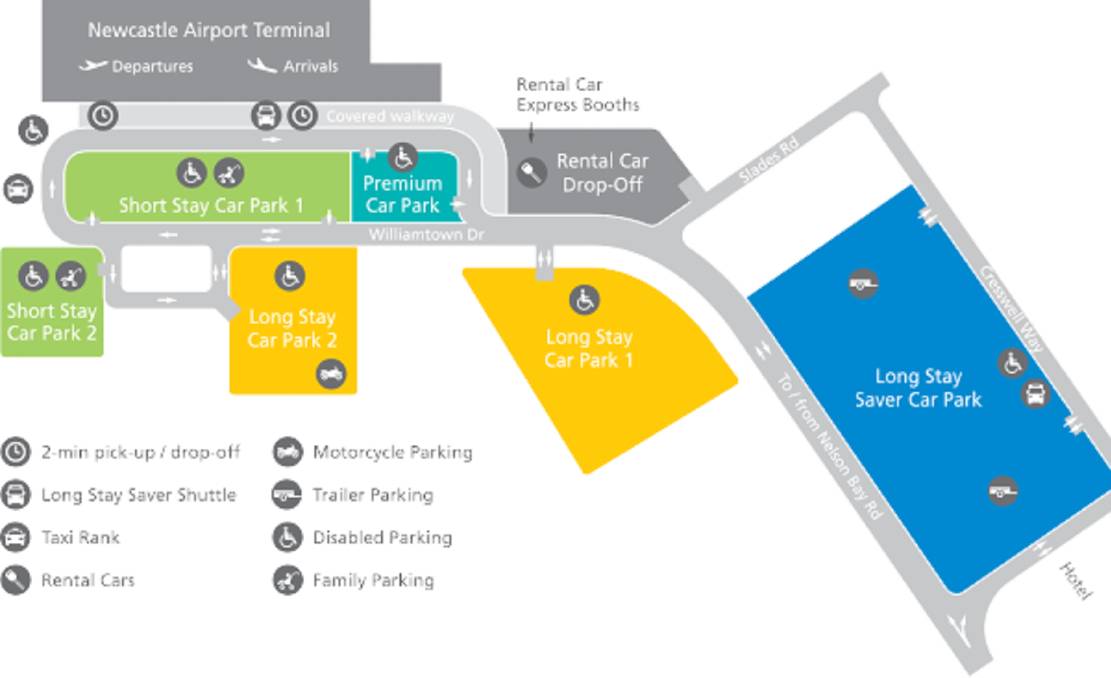 Newcastle Airport Terminal
Departures
Arrivals
Rental Car
Express Booths
Covered walkway
Rental Car
Drop-Off
Slades Rd
Short Stay Car Park 1
Premium
Car Park
Williamtown Dr
Short Stay
Car Park 2
Long Stay
Car Park 2
Long Stay
Car Park 1
Cresswell Way
Long Stay
Saver Car Park
To / from Nelson Bay Rd
Hotel
2-min pick-up / drop-off
Long Stay Saver Shuttle
Taxi Rank
Rental Cars
Motorcycle Parking
Trailer Parking
Disabled Parking
Family Parking